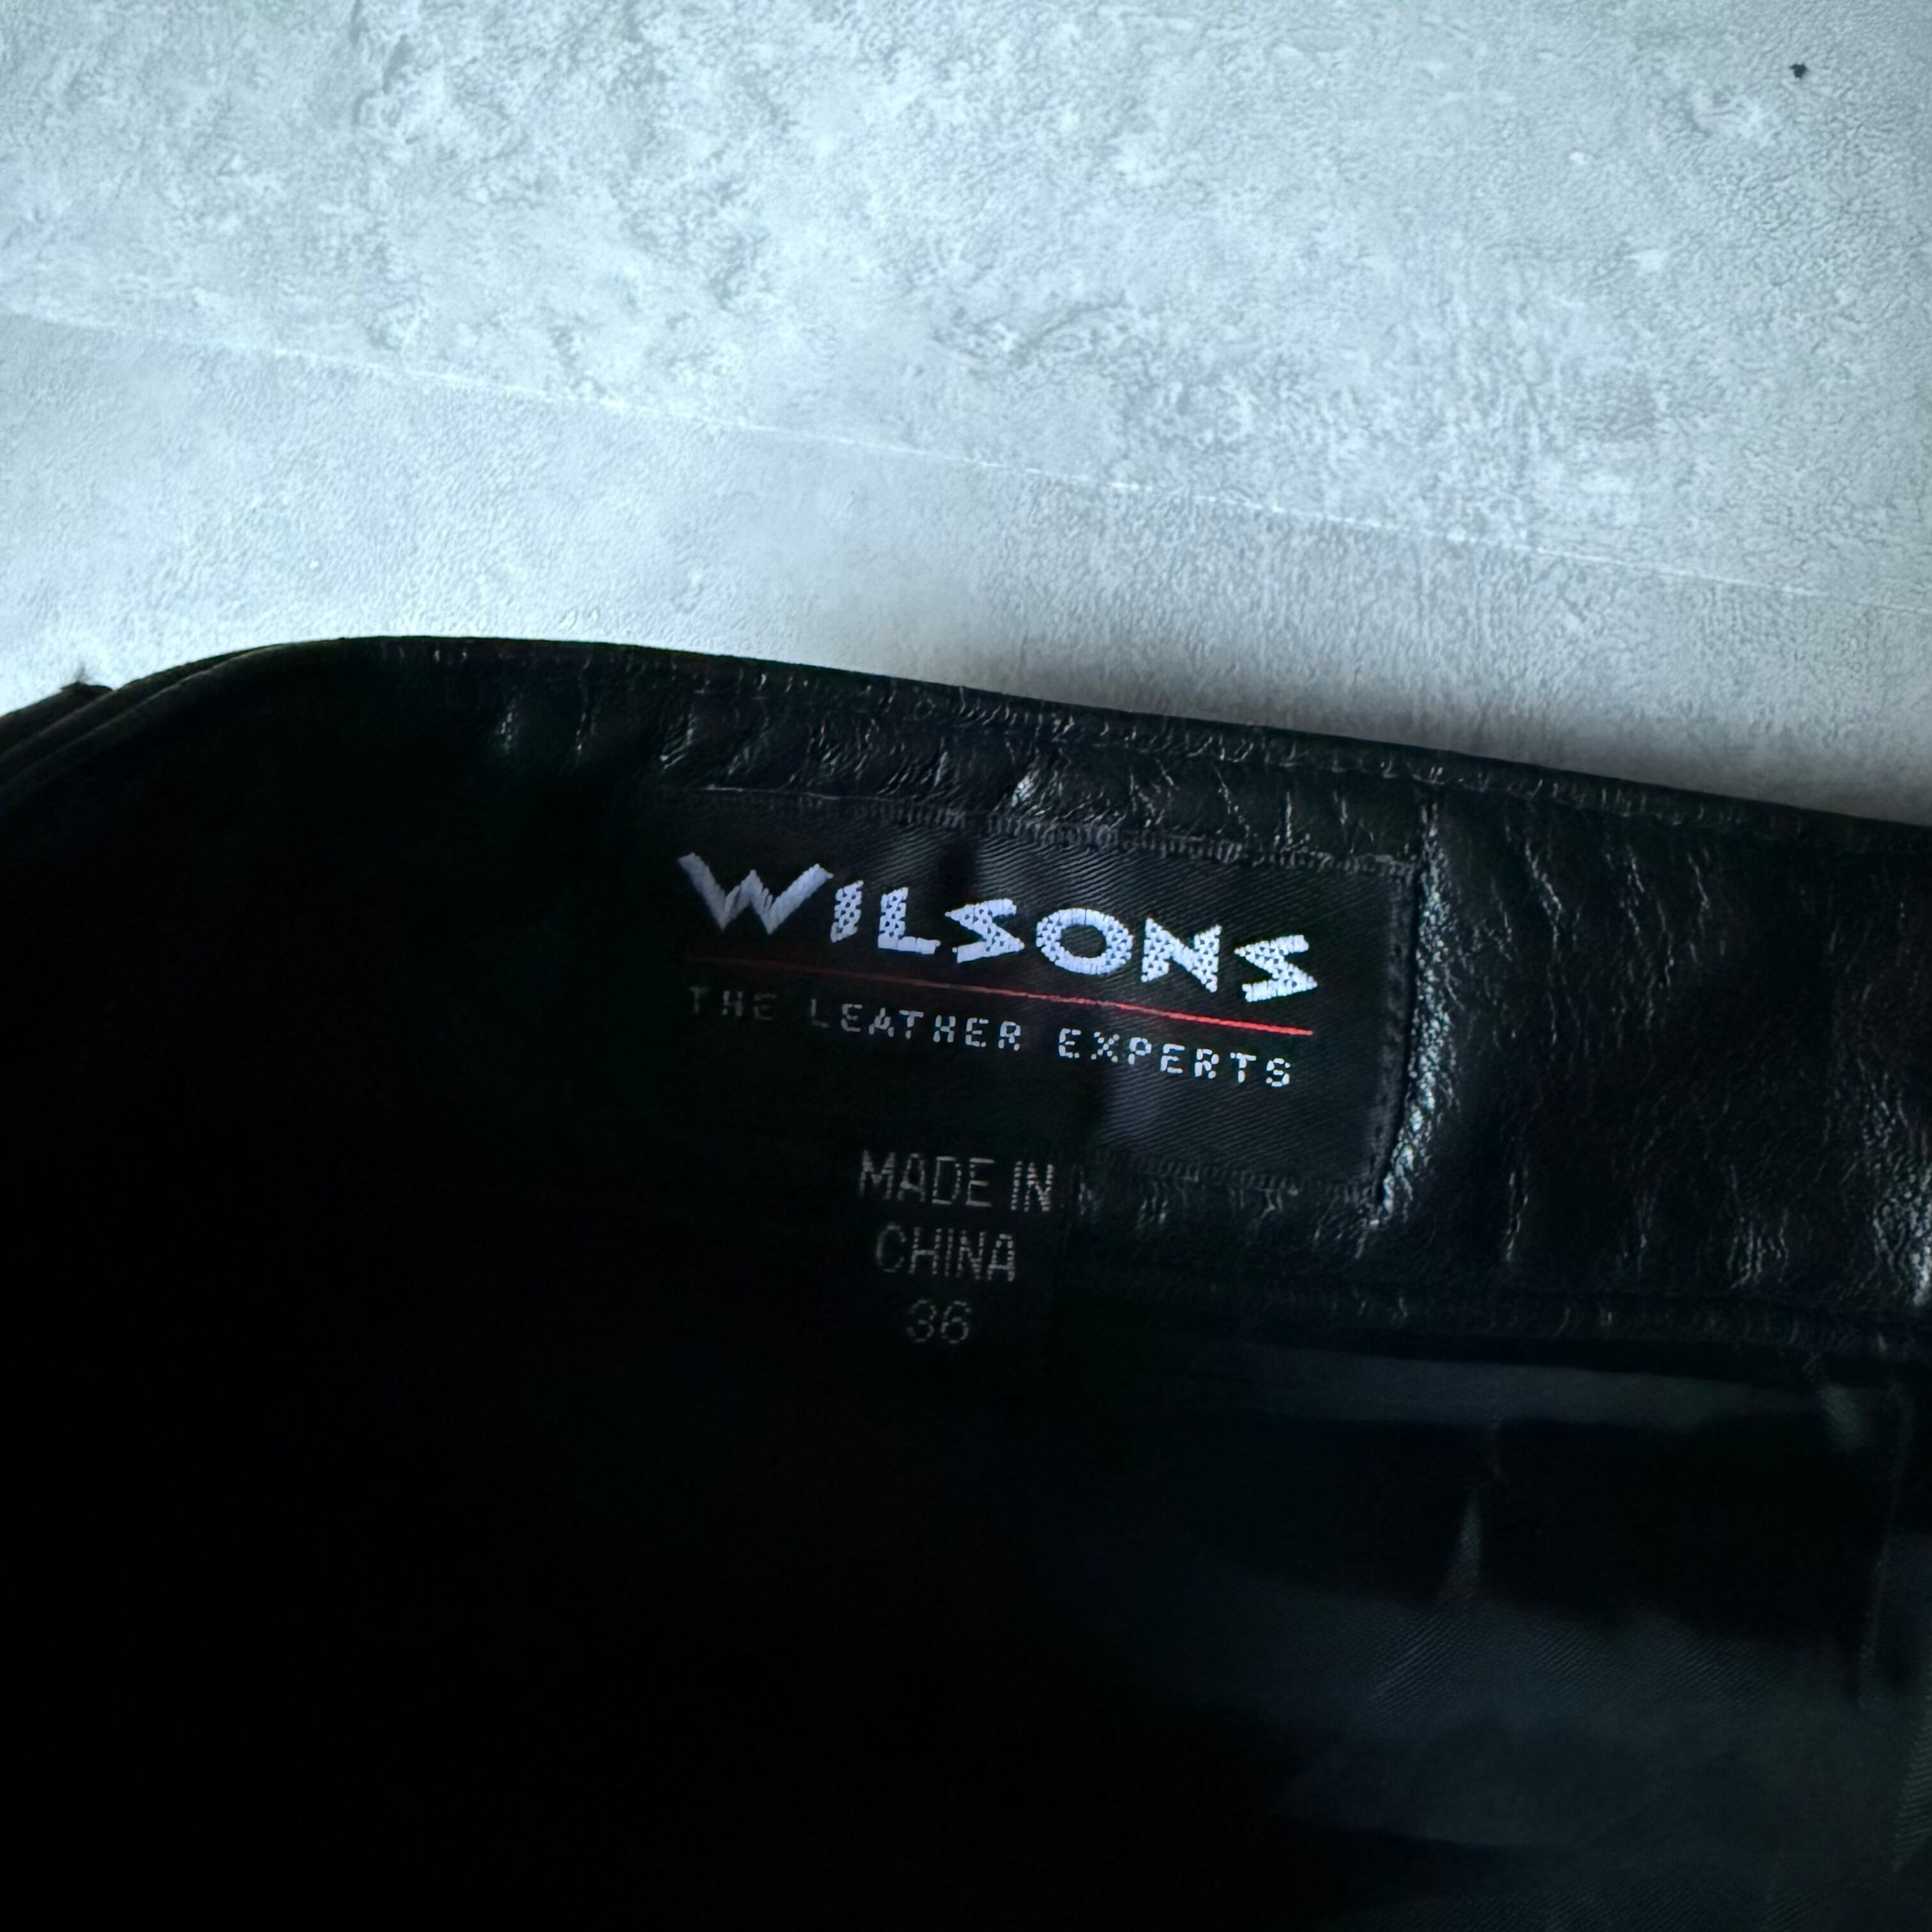 WILSONS
THE LEATHER EXPERTS
MADE IN
CHINA
36